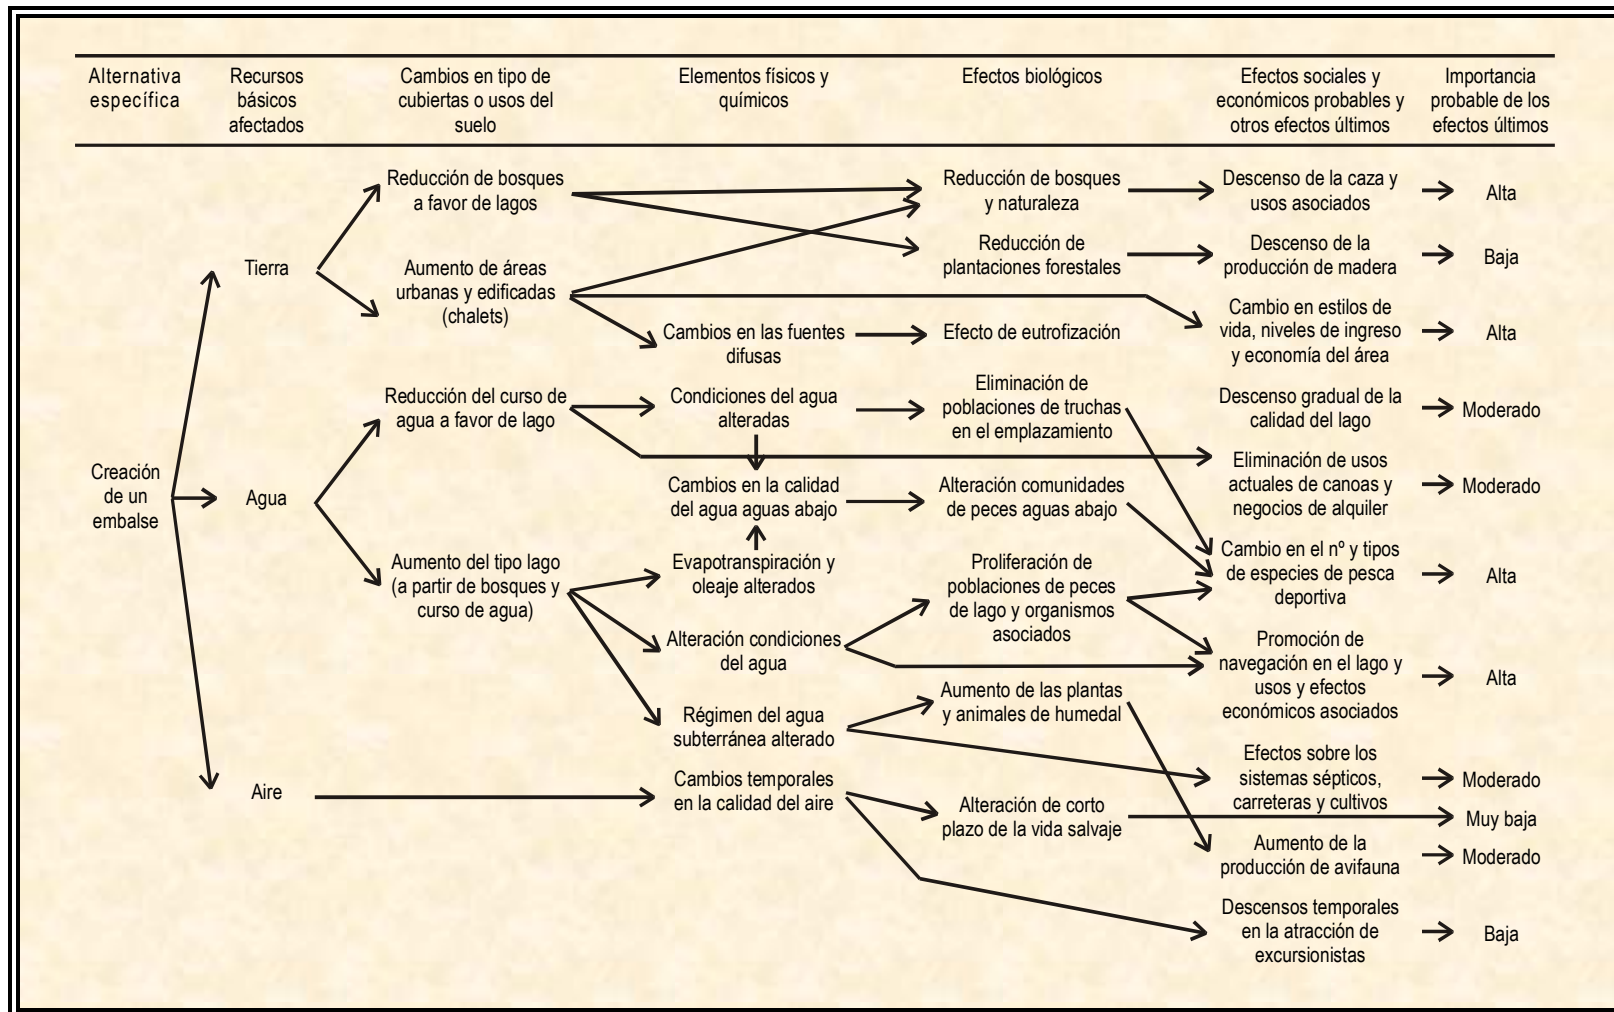 Alternativa
específica
Recursos
básicos
afectados
Cambios en tipo de
cubiertas o usos del
suelo
Elementos físicos y
químicos
Efectos biológicos
Efectos sociales y
económicos probables y
otros efectos últimos
Importancia
probable de los
efectos últimos
Creación
de un
embalse
Tierra
Agua
Aire
Reducción de bosques
a favor de lagos
Aumento de áreas
urbanas y edificadas
(chalets)
Reducción del curso de
agua a favor de lago
Aumento del tipo lago
(a partir de bosques y
curso de agua)
Cambios en las fuentes
difusas
Condiciones del agua
alteradas
Cambios en la calidad
del agua aguas abajo
Evapotranspiración y
oleaje alterados
Alteración condiciones
del agua
Régimen del agua
subterránea alterado
Cambios temporales
en la calidad del aire
Reducción de bosques
y naturaleza
Reducción de
plantaciones forestales
Efecto de eutrofización
Eliminación de
poblaciones de truchas
en el emplazamiento
Alteración comunidades
de peces aguas abajo
Proliferación de
poblaciones de peces
de lago y organismos
asociados
Aumento de las plantas
y animales de humedal
Alteración de corto
plazo de la vida salvaje
Descenso de la caza y
usos asociados
Descenso de la
producción de madera
Cambio en estilos de
vida, niveles de ingreso
y economía del área
Descenso gradual de la
calidad del lago
Eliminación de usos
actuales de canoas y
negocios de alquiler
Cambio en el nº y tipos
de especies de pesca
deportiva
Promoción de
navegación en el lago y
usos y efectos
económicos asociados
Efectos sobre los
sistemas sépticos,
carreteras y cultivos
Aumento de la
producción de avifauna
Descensos temporales
en la atracción de
excursionistas
Alta
Baja
Alta
Moderado
Moderado
Alta
Alta
Moderado
Muy baja
Moderado
Baja